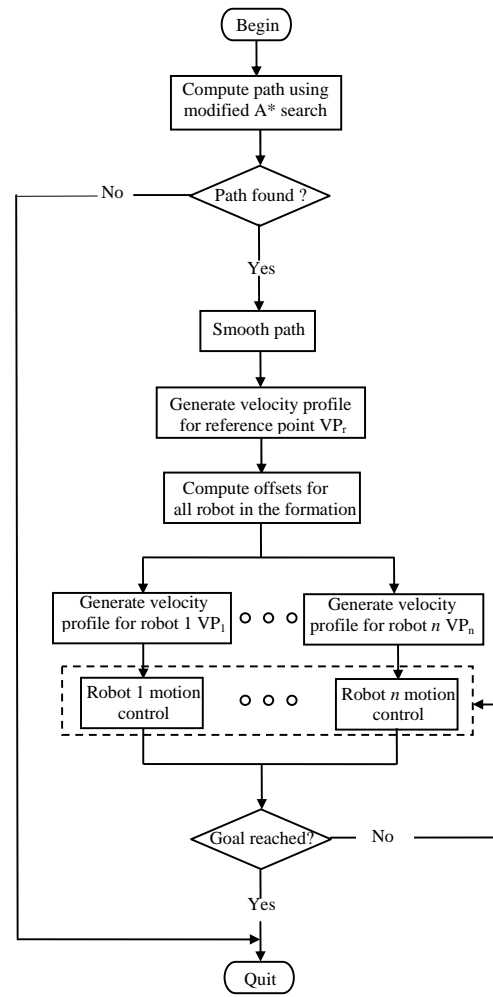 Begin
Compute path using
modified A* search
No
Path found ?
Yes
Smooth path
Generate velocity profile
for reference point VPr
Compute offsets for
all robot in the formation
Generate velocity
profile for robot 1 VP1
Generate velocity
profile for robot n VPn
Robot 1 motion
control
Robot n motion
control
Goal reached?
No
Yes
Quit